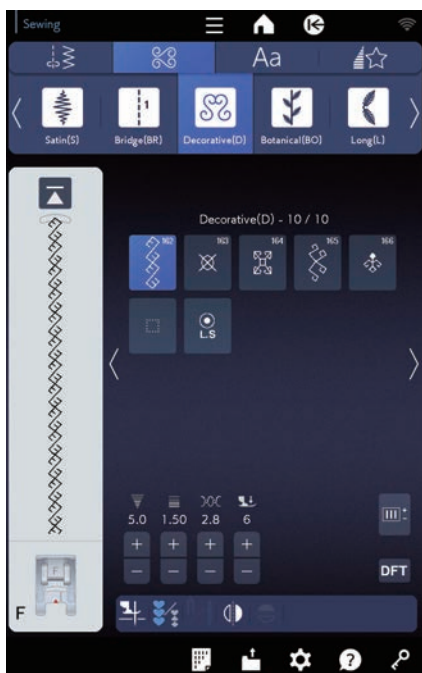 Sewing
Aa
1
Satin(S) Bridge(BR) Decorative(D) Botanical(BO) Long(L)
Decorative(D) - 10 / 10
162 163 164 165 166
L.S
5.0 1.50 2.8 6
+ + + +
- - - -
DFT
F
?